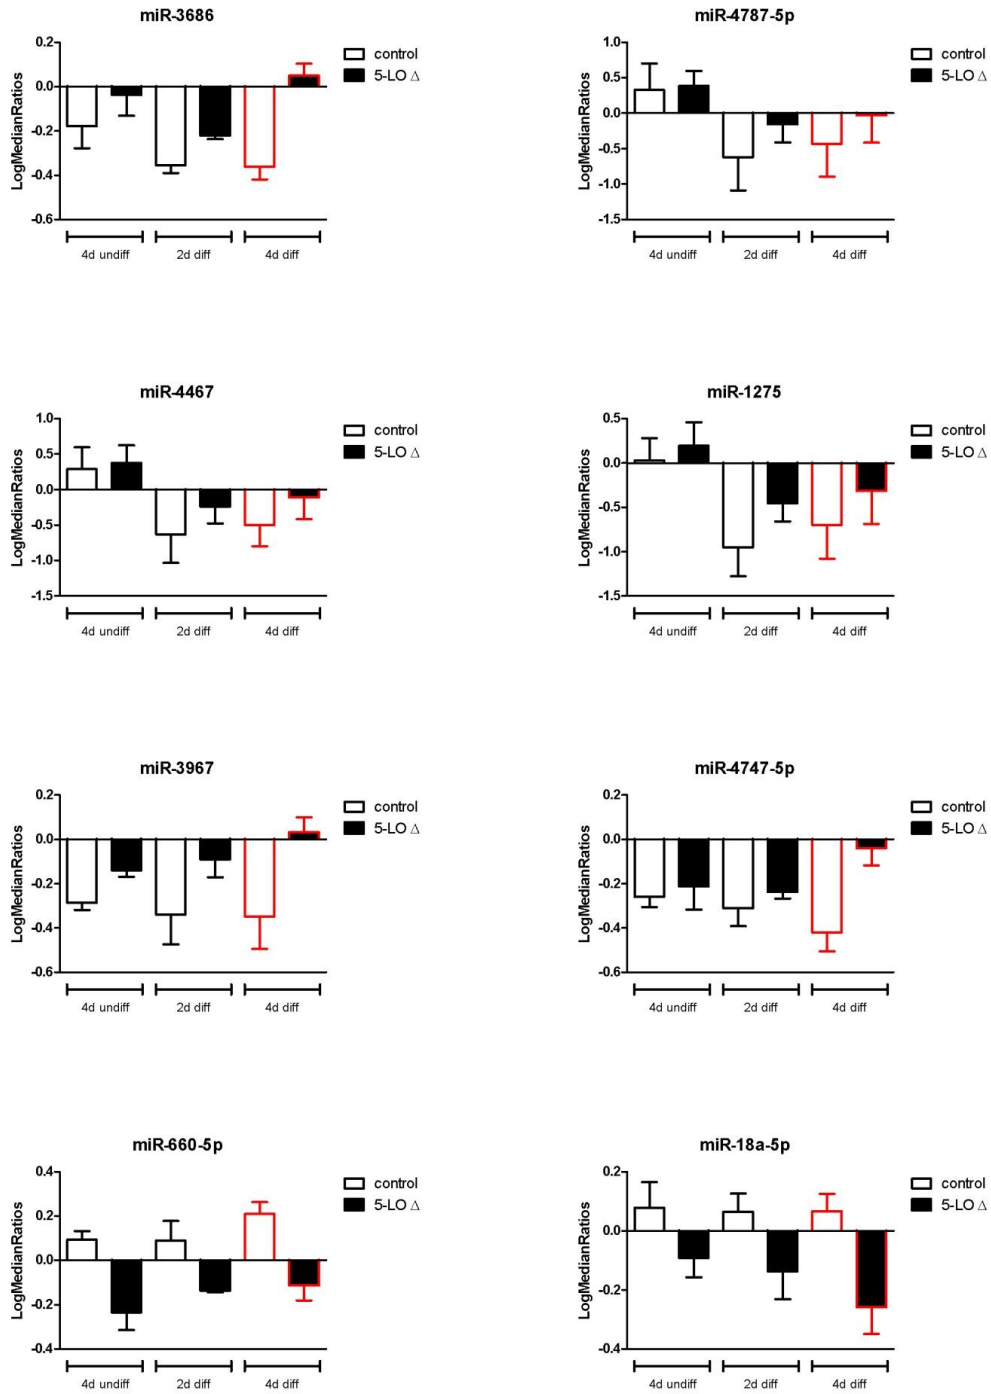 miR-3686
0.2
0.0
-0.2
-0.4
-0.6
LogMedianRatios
control
5-LO Δ
4d undiff
2d diff
4d diff
miR-4787-5p
1.0
0.5
0.0
-0.5
-1.0
-1.5
LogMedianRatios
control
5-LO Δ
4d undiff
2d diff
4d diff
miR-4467
1.0
0.5
0.0
-0.5
-1.0
-1.5
LogMedianRatios
control
5-LO Δ
4d undiff
2d diff
4d diff
miR-1275
0.5
0.0
-0.5
-1.0
-1.5
LogMedianRatios
control
5-LO Δ
4d undiff
2d diff
4d diff
miR-3967
0.2
0.0
-0.2
-0.4
-0.6
LogMedianRatios
control
5-LO Δ
4d undiff
2d diff
4d diff
miR-4747-5p
0.2
0.0
-0.2
-0.4
-0.6
LogMedianRatios
control
5-LO Δ
4d undiff
2d diff
4d diff
miR-660-5p
0.4
0.2
0.0
-0.2
-0.4
LogMedianRatios
control
5-LO Δ
4d undiff
2d diff
4d diff
miR-18a-5p
0.2
0.0
-0.2
-0.4
LogMedianRatios
control
5-LO Δ
4d undiff
2d diff
4d diff